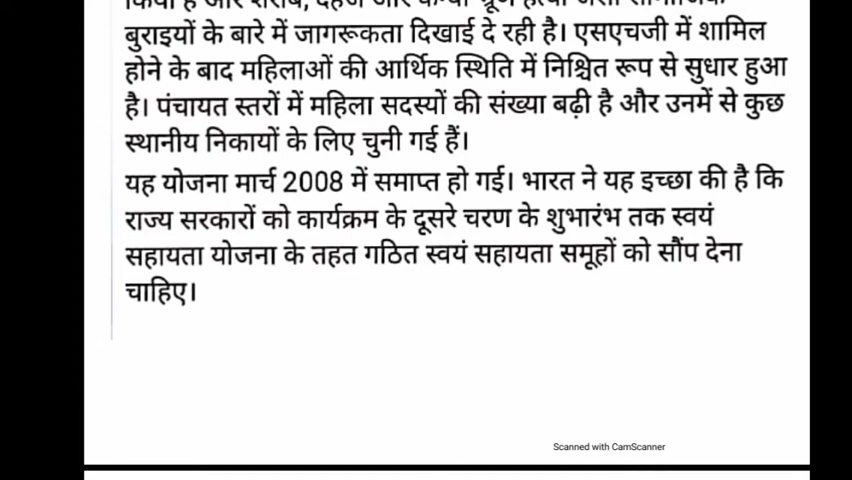 बुराइयों के बारे में जागरूकता दिखाई दे रही है। एसएचजी में शामिल
होने के बाद महिलाओं की आर्थिक स्थिति में निश्चित रूप से सुधार हुआ
है। पंचायत स्तरों में महिला सदस्यों की संख्या बढ़ी है और उनमें से कुछ
स्थानीय निकायों के लिए चुनी गई हैं।
यह योजना मार्च 2008 में समाप्त हो गई। भारत ने यह इच्छा की है कि
राज्य सरकारों को कार्यक्रम के दूसरे चरण के शुभारंभ तक स्वयं
सहायता योजना के तहत गठित स्वयं सहायता समूहों को सौंप देना
चाहिए।
Scanned with CamScanner